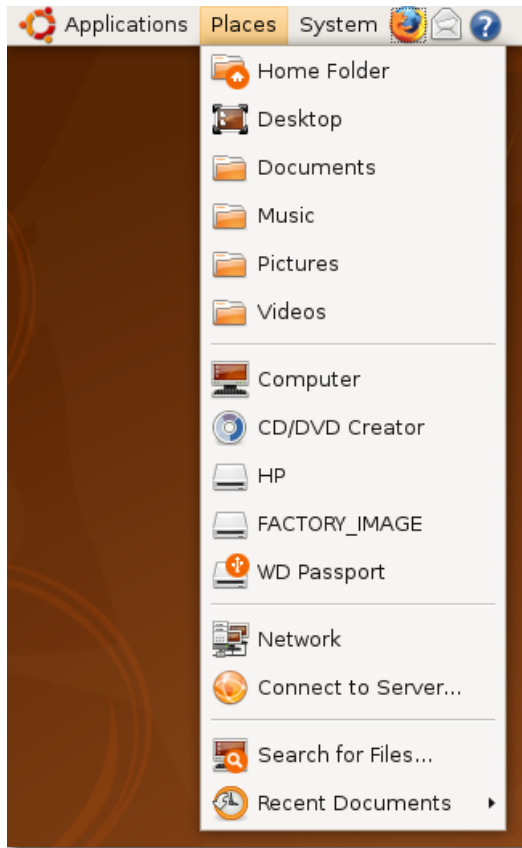 Applications Places System
Home Folder
Desktop
Documents
Music
Pictures
Videos
Computer
CD/DVD Creator
HP
FACTORY_IMAGE
WD Passport
Network
Connect to Server...
Search for Files...
Recent Documents